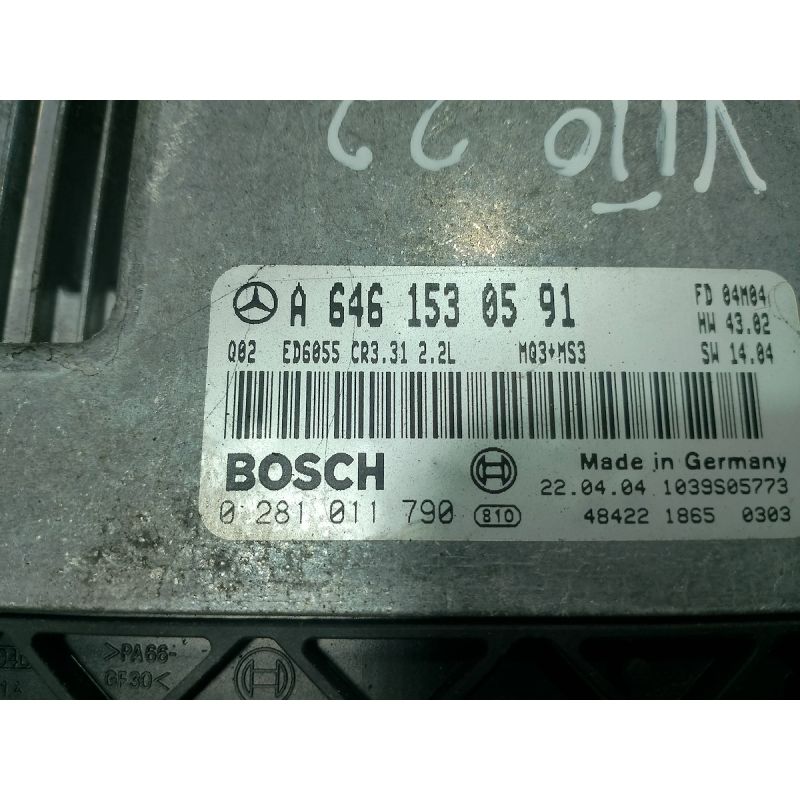 Vito 22
A 646 153 05 91
FD 04M04
HW 43.02
Q02 ED6055 CR3.31 2.2L MQ3+MS3 SW 14.04
BOSCH
Made in Germany
22.04.04 1039S05773
0 281 011 790 810 48422 1865 0303
>PA66-
GF30<